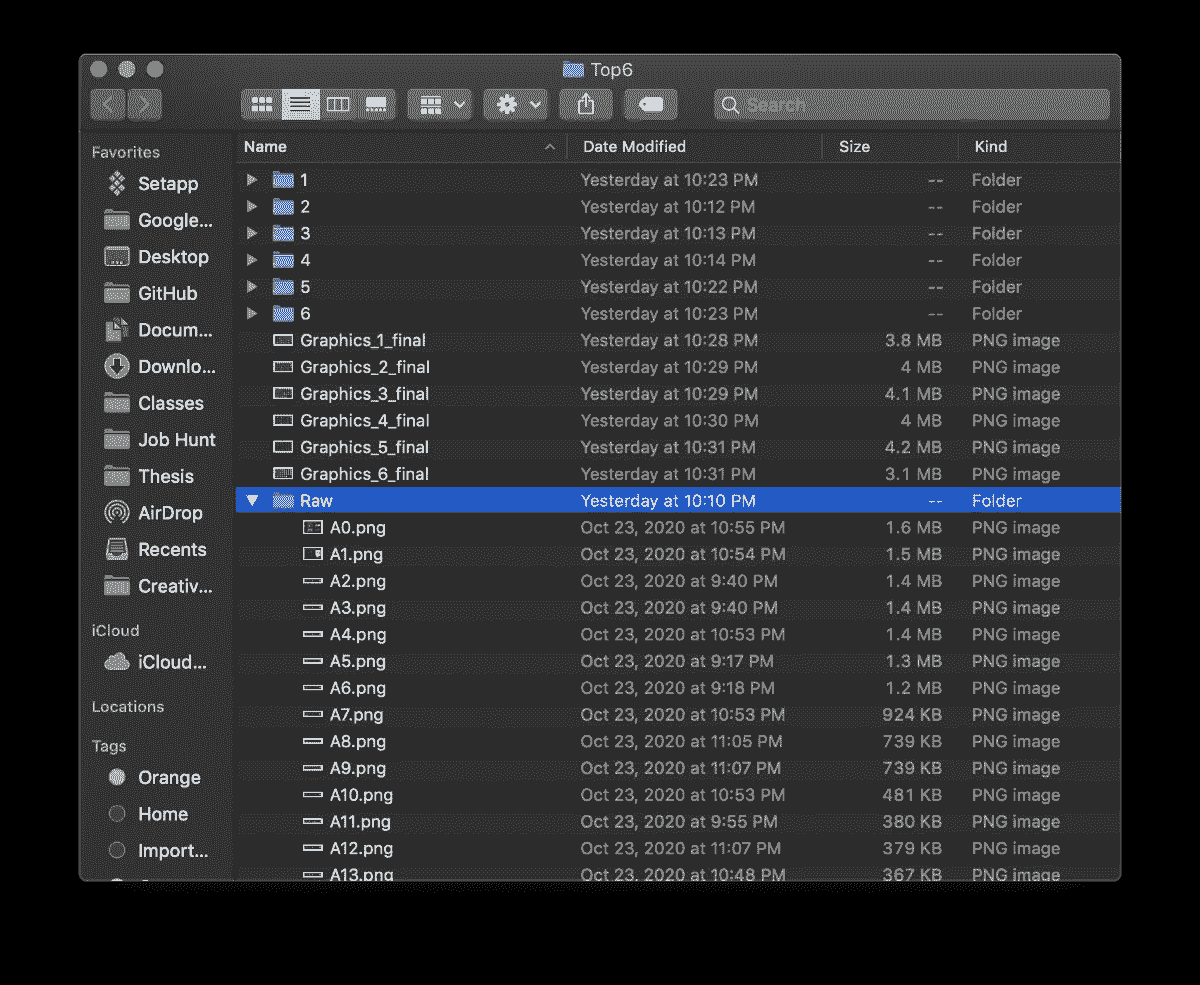 Top6
Search
Favorites
Setapp
Google...
Desktop
GitHub
Docum...
Downlo...
Classes
Job Hunt
Thesis
AirDrop
Recents
Creativ...
iCloud
iCloud...
Locations
Tags
Orange
Home
Import...
Name Date Modified Size Kind
1 Yesterday at 10:23 PM -- Folder
2 Yesterday at 10:12 PM -- Folder
3 Yesterday at 10:13 PM -- Folder
4 Yesterday at 10:14 PM -- Folder
5 Yesterday at 10:22 PM -- Folder
6 Yesterday at 10:23 PM -- Folder
Graphics_1_final Yesterday at 10:28 PM 3.8 MB PNG image
Graphics_2_final Yesterday at 10:29 PM 4 MB PNG image
Graphics_3_final Yesterday at 10:29 PM 4.1 MB PNG image
Graphics_4_final Yesterday at 10:30 PM 4 MB PNG image
Graphics_5_final Yesterday at 10:31 PM 4.2 MB PNG image
Graphics_6_final Yesterday at 10:31 PM 3.1 MB PNG image
Raw Yesterday at 10:10 PM -- Folder
A0.png Oct 23, 2020 at 10:55 PM 1.6 MB PNG image
A1.png Oct 23, 2020 at 10:54 PM 1.5 MB PNG image
A2.png Oct 23, 2020 at 9:40 PM 1.4 MB PNG image
A3.png Oct 23, 2020 at 9:40 PM 1.4 MB PNG image
A4.png Oct 23, 2020 at 10:53 PM 1.4 MB PNG image
A5.png Oct 23, 2020 at 9:17 PM 1.3 MB PNG image
A6.png Oct 23, 2020 at 9:18 PM 1.2 MB PNG image
A7.png Oct 23, 2020 at 10:53 PM 924 KB PNG image
A8.png Oct 23, 2020 at 11:05 PM 739 KB PNG image
A9.png Oct 23, 2020 at 11:07 PM 739 KB PNG image
A10.png Oct 23, 2020 at 10:53 PM 481 KB PNG image
A11.png Oct 23, 2020 at 9:55 PM 380 KB PNG image
A12.png Oct 23, 2020 at 11:07 PM 379 KB PNG image
A13.png Oct 23, 2020 at 10:48 PM 367 KB PNG image